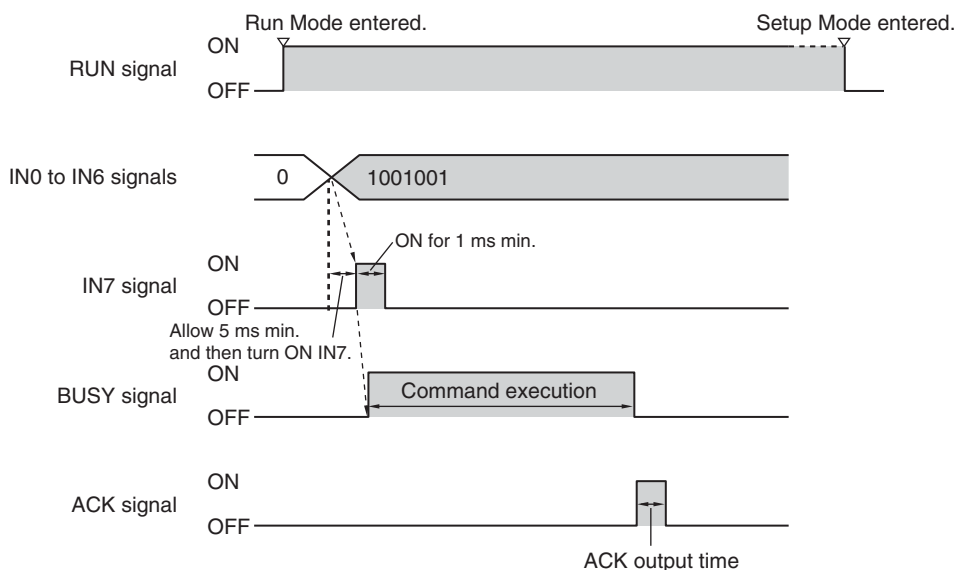 Run Mode entered.
Setup Mode entered.
ON
RUN signal
OFF
IN0 to IN6 signals
0
1001001
ON for 1 ms min.
ON
IN7 signal
OFF
Allow 5 ms min.
and then turn ON IN7.
ON
BUSY signal
Command execution
OFF
ON
ACK signal
OFF
ACK output time